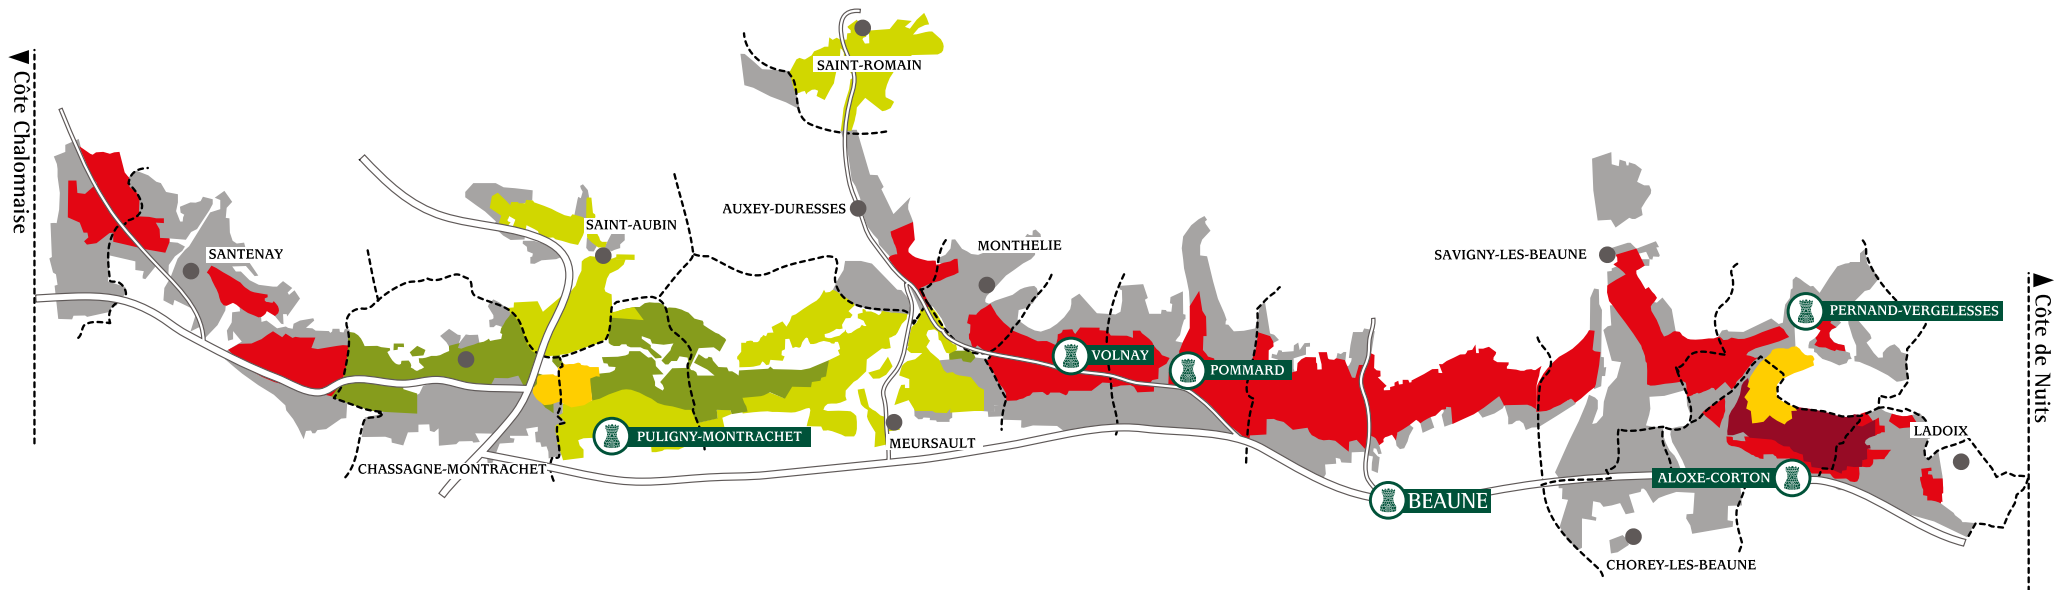 Côte Chalonnaise
SANTENAY
CHASSAGNE-MONTRACHET
SAINT-AUBIN
PULIGNY-MONTRACHET
SAINT-ROMAIN
AUXEY-DURESSES
MEURSAULT
MONTHELIE
VOLNAY
POMMARD
BEAUNE
SAVIGNY-LES-BEAUNE
CHOREY-LES-BEAUNE
PERNAND-VERGELESSES
ALOXE-CORTON
LADOIX
Côte de Nuits